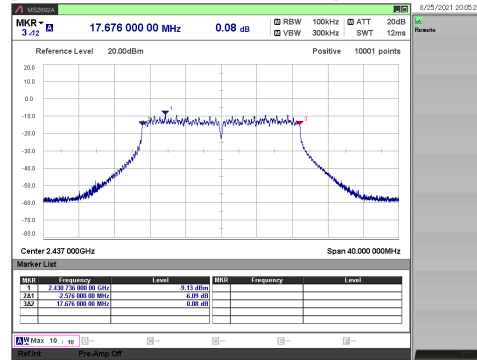 MS2692A
8/25/2021 20:05:2
MKR
3 Δ2
17.676 000 00 MHz
0.08 dB
RBW 100kHz
VBW 300kHz
ATT 20dB
SWT 12ms
Remote
Reference Level 20.00dBm
Positive 10001 points
20.0
10.0
0.0
-10.0
-20.0
-30.0
-40.0
-50.0
-60.0
-70.0
-80.0
1
2
3
Center 2.437 000GHz
Span 40.000 000MHz
Marker List
MKR Frequency Level MKR Frequency Level
1 2.430 736 000 00 GHz -9.13 dBm
2Δ1 2.576 000 00 MHz -6.09 dB
3Δ2 17.676 000 00 MHz 0.08 dB
A W Max 10 / 10
Ref.Int Pre-Amp Off